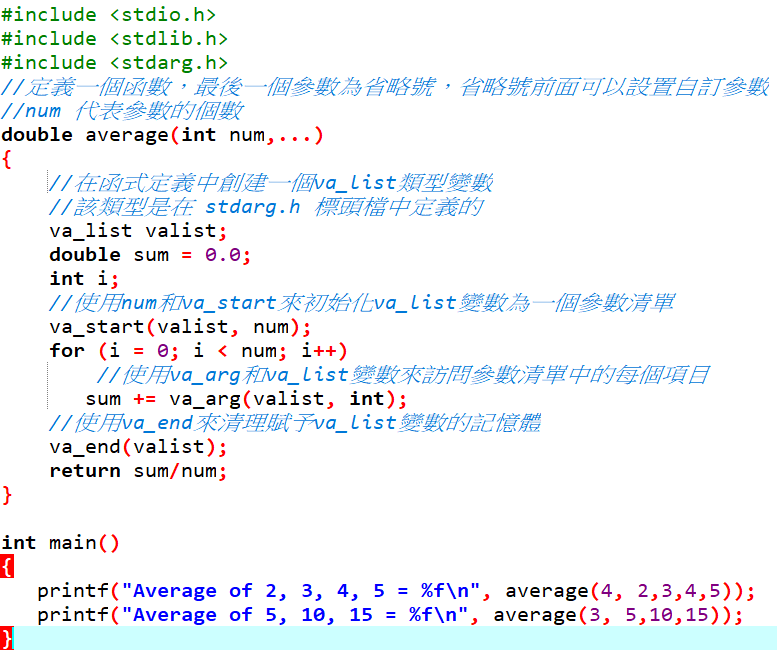 #include <stdio.h>
#include <stdlib.h>
#include <stdarg.h>
//定義一個函數，最後一個參數為省略號，省略號前面可以設置自訂參數
//num 代表參數的個數
double average(int num,...)
{
    //在函式定義中創建一個va_list類型變數
    //該類型是在 stdarg.h 標頭檔中定義的
    va_list valist;
    double sum = 0.0;
    int i;
    //使用num和va_start來初始化va_list變數為一個參數清單
    va_start(valist, num);
    for (i = 0; i < num; i++)
        //使用va_arg和va_list變數來訪問參數清單中的每個項目
       sum += va_arg(valist, int);
    //使用va_end來清理賦予va_list變數的記憶體
    va_end(valist);
    return sum/num;
}

int main()
{
   printf("Average of 2, 3, 4, 5 = %f\n", average(4, 2,3,4,5));
   printf("Average of 5, 10, 15 = %f\n", average(3, 5,10,15));
}